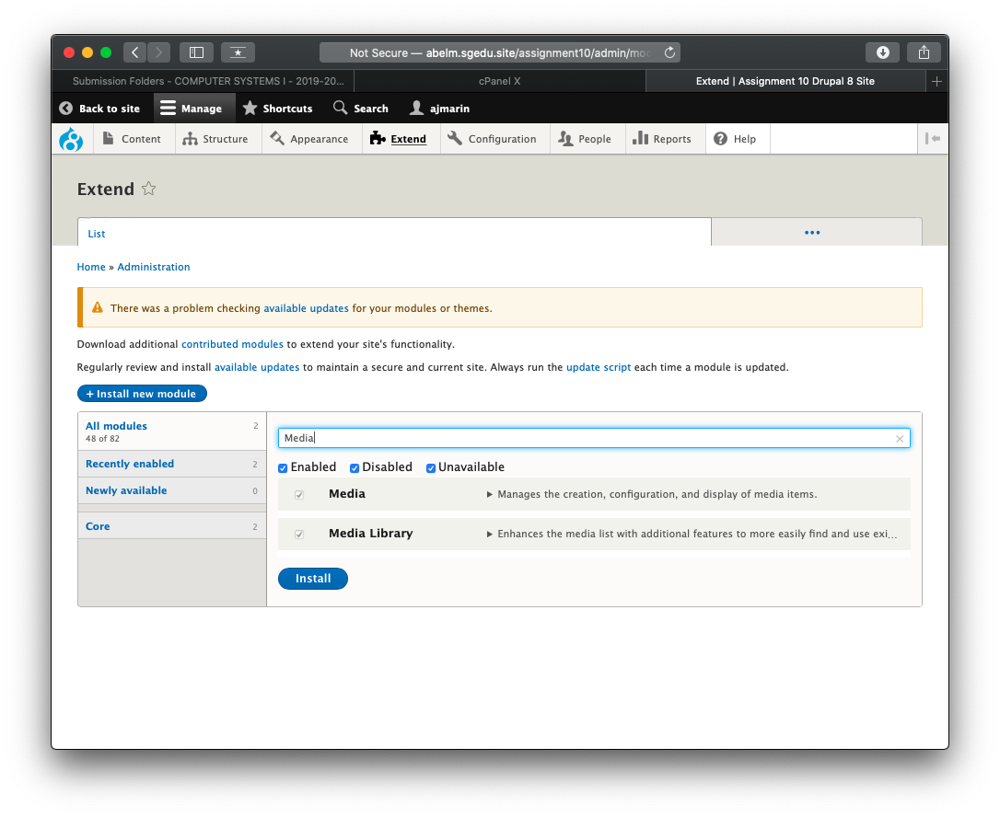 Not Secure — abelm.sgedu.site/assignment10/admin/mod
Submission Folders - COMPUTER SYSTEMS I - 2019-20... cPanel X Extend | Assignment 10 Drupal 8 Site
Back to site Manage Shortcuts Search ajmarin
Content Structure Appearance Extend Configuration People Reports Help
Extend
List •••
Home » Administration
There was a problem checking available updates for your modules or themes.
Download additional contributed modules to extend your site's functionality.
Regularly review and install available updates to maintain a secure and current site. Always run the update script each time a module is updated.
+ Install new module
All modules 2
48 of 82
Recently enabled 2
Newly available 0
Core 2
Media
Enabled Disabled Unavailable
Media Manages the creation, configuration, and display of media items.
Media Library Enhances the media list with additional features to more easily find and use exi...
Install